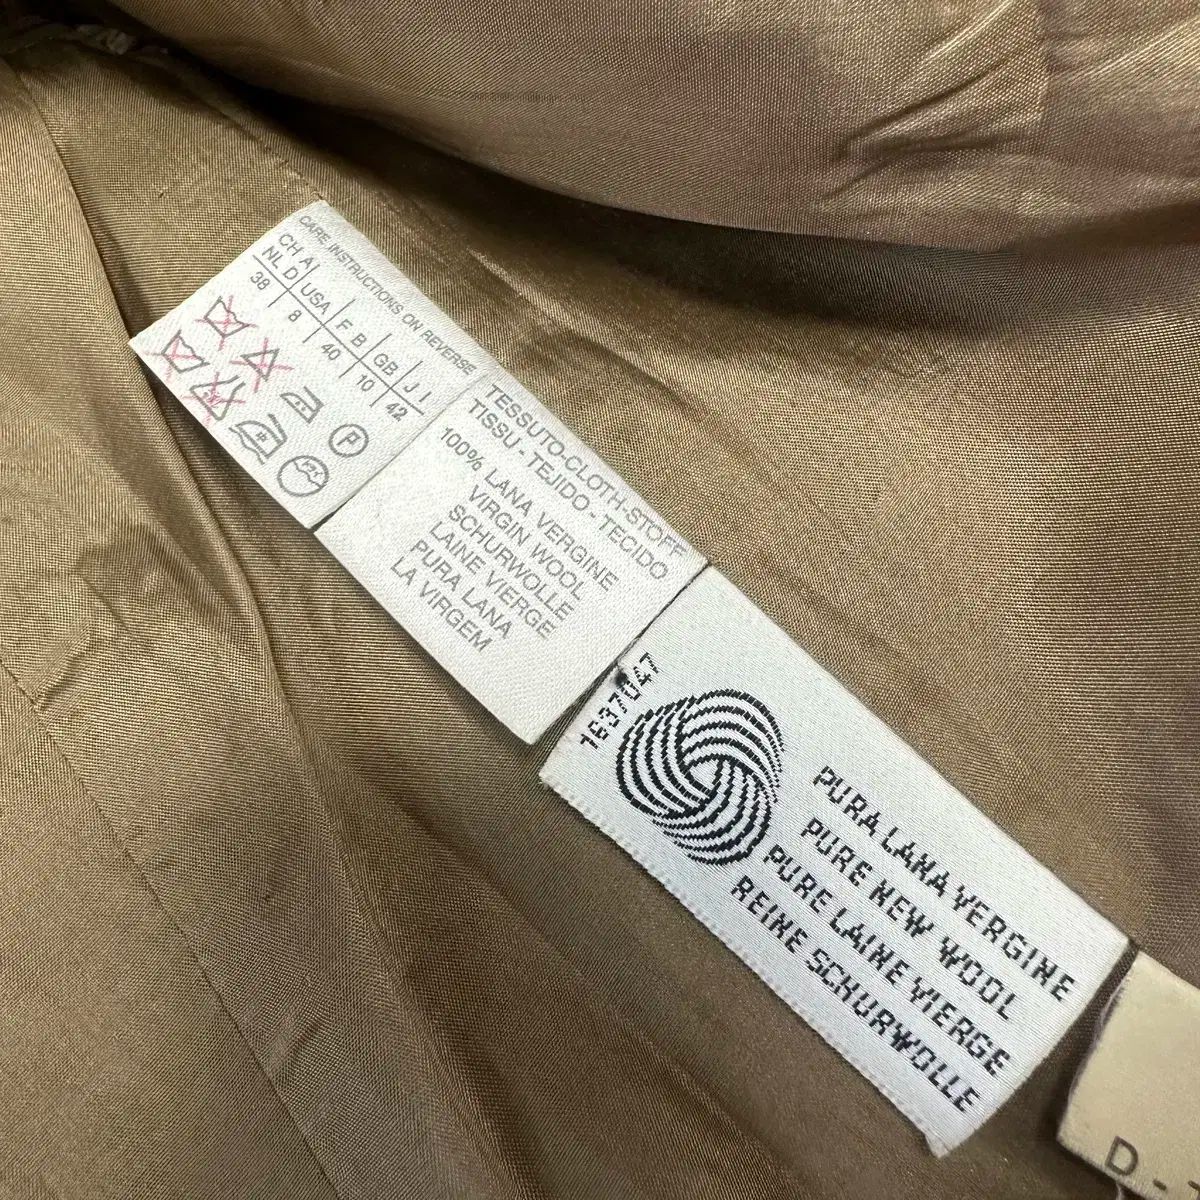 CARE INSTRUCTIONS ON REVERSE
CH A USA F B GB J I
NL D
38 8 40 10 42
P
TESSUTO-CLOTH-STOFF
TISSU - TEJIDO - TECIDO
100% LANA VERGINE
VIRGIN WOOL
SCHURWOLLE
LAINE VIERGE
PURA LANA
LA VIRGEM
1637047
PURA LANA VERGINE
PURE NEW WOOL
PURE LAINE VIERGE
REINE SCHURWOLLE
D -